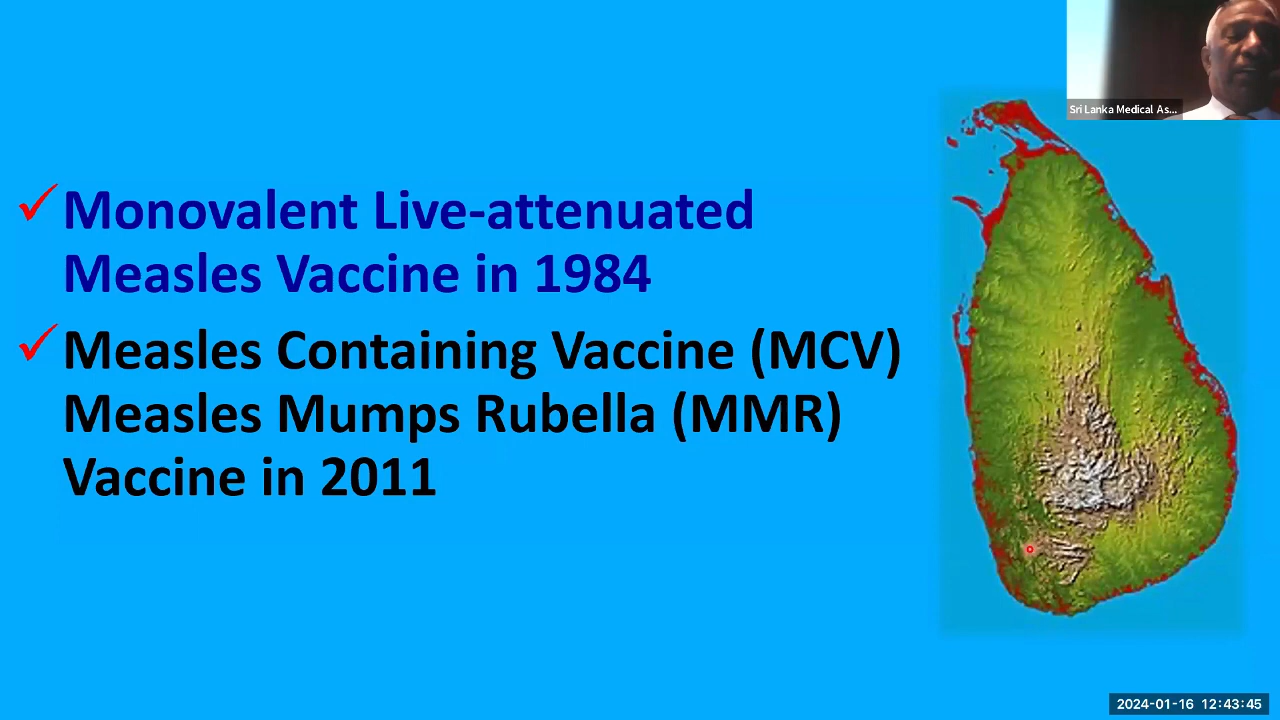 Sri Lanka Medical As...
Monovalent Live-attenuated
Measles Vaccine in 1984
Measles Containing Vaccine (MCV)
Measles Mumps Rubella (MMR)
Vaccine in 2011
2024-01-16 12:43:45